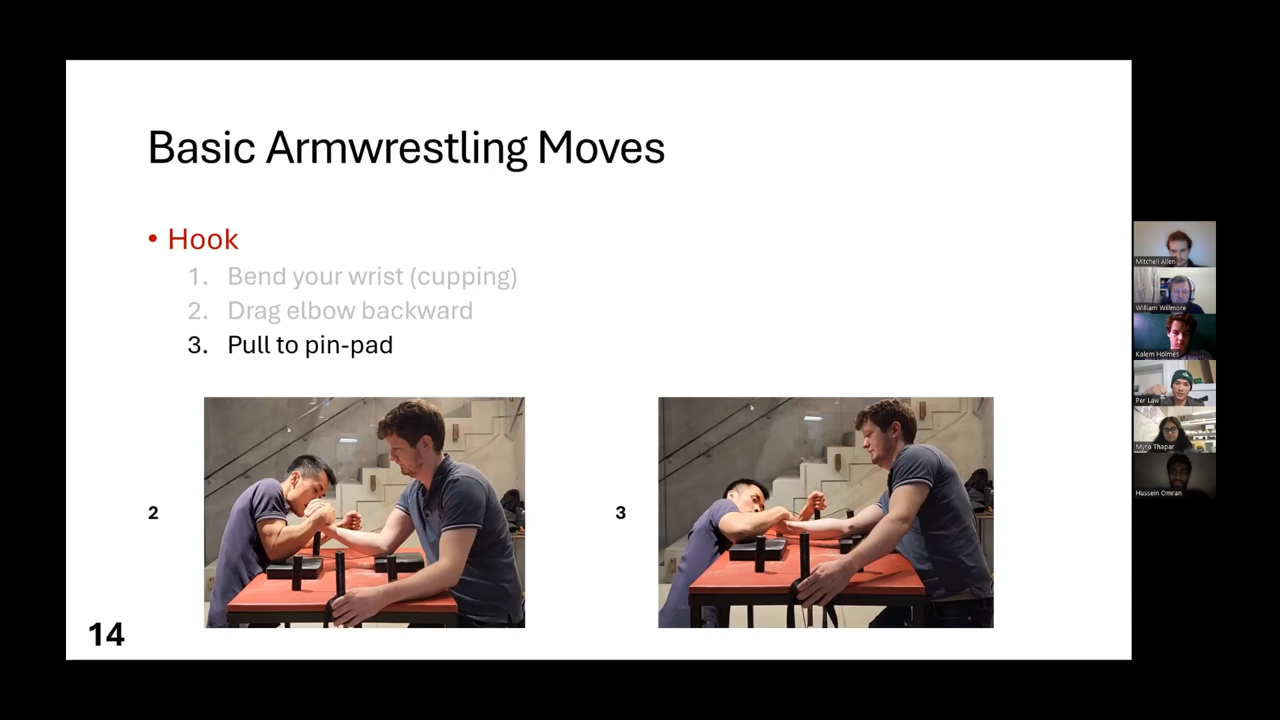 Basic Armwrestling Moves
• Hook
1. Bend your wrist (cupping)
2. Drag elbow backward
3. Pull to pin-pad
2
3
14
Mitchell Allen
William Willmore
Kalem Holmes
Per Law
Myra Thapar
Hussein Omran